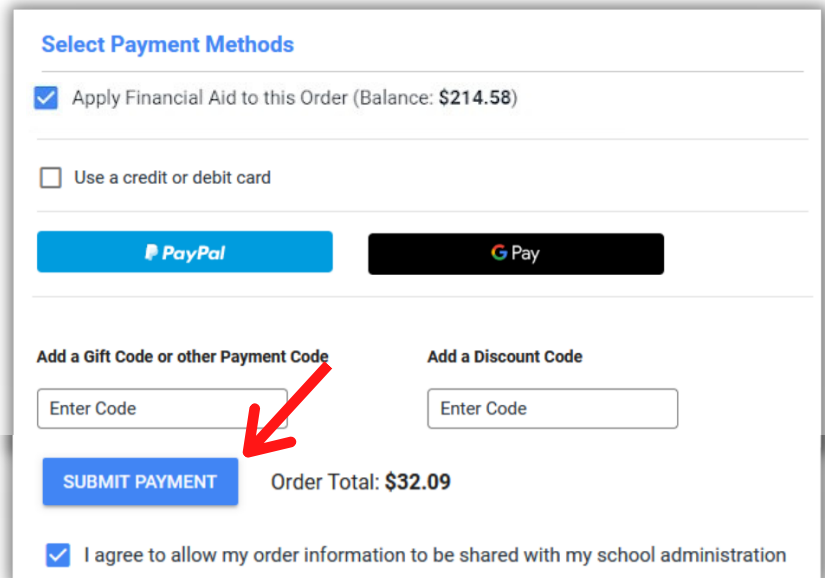 Select Payment Methods
Apply Financial Aid to this Order (Balance: $214.58)
Use a credit or debit card
PayPal
G Pay
Add a Gift Code or other Payment Code
Add a Discount Code
Enter Code
Enter Code
SUBMIT PAYMENT
Order Total: $32.09
I agree to allow my order information to be shared with my school administration